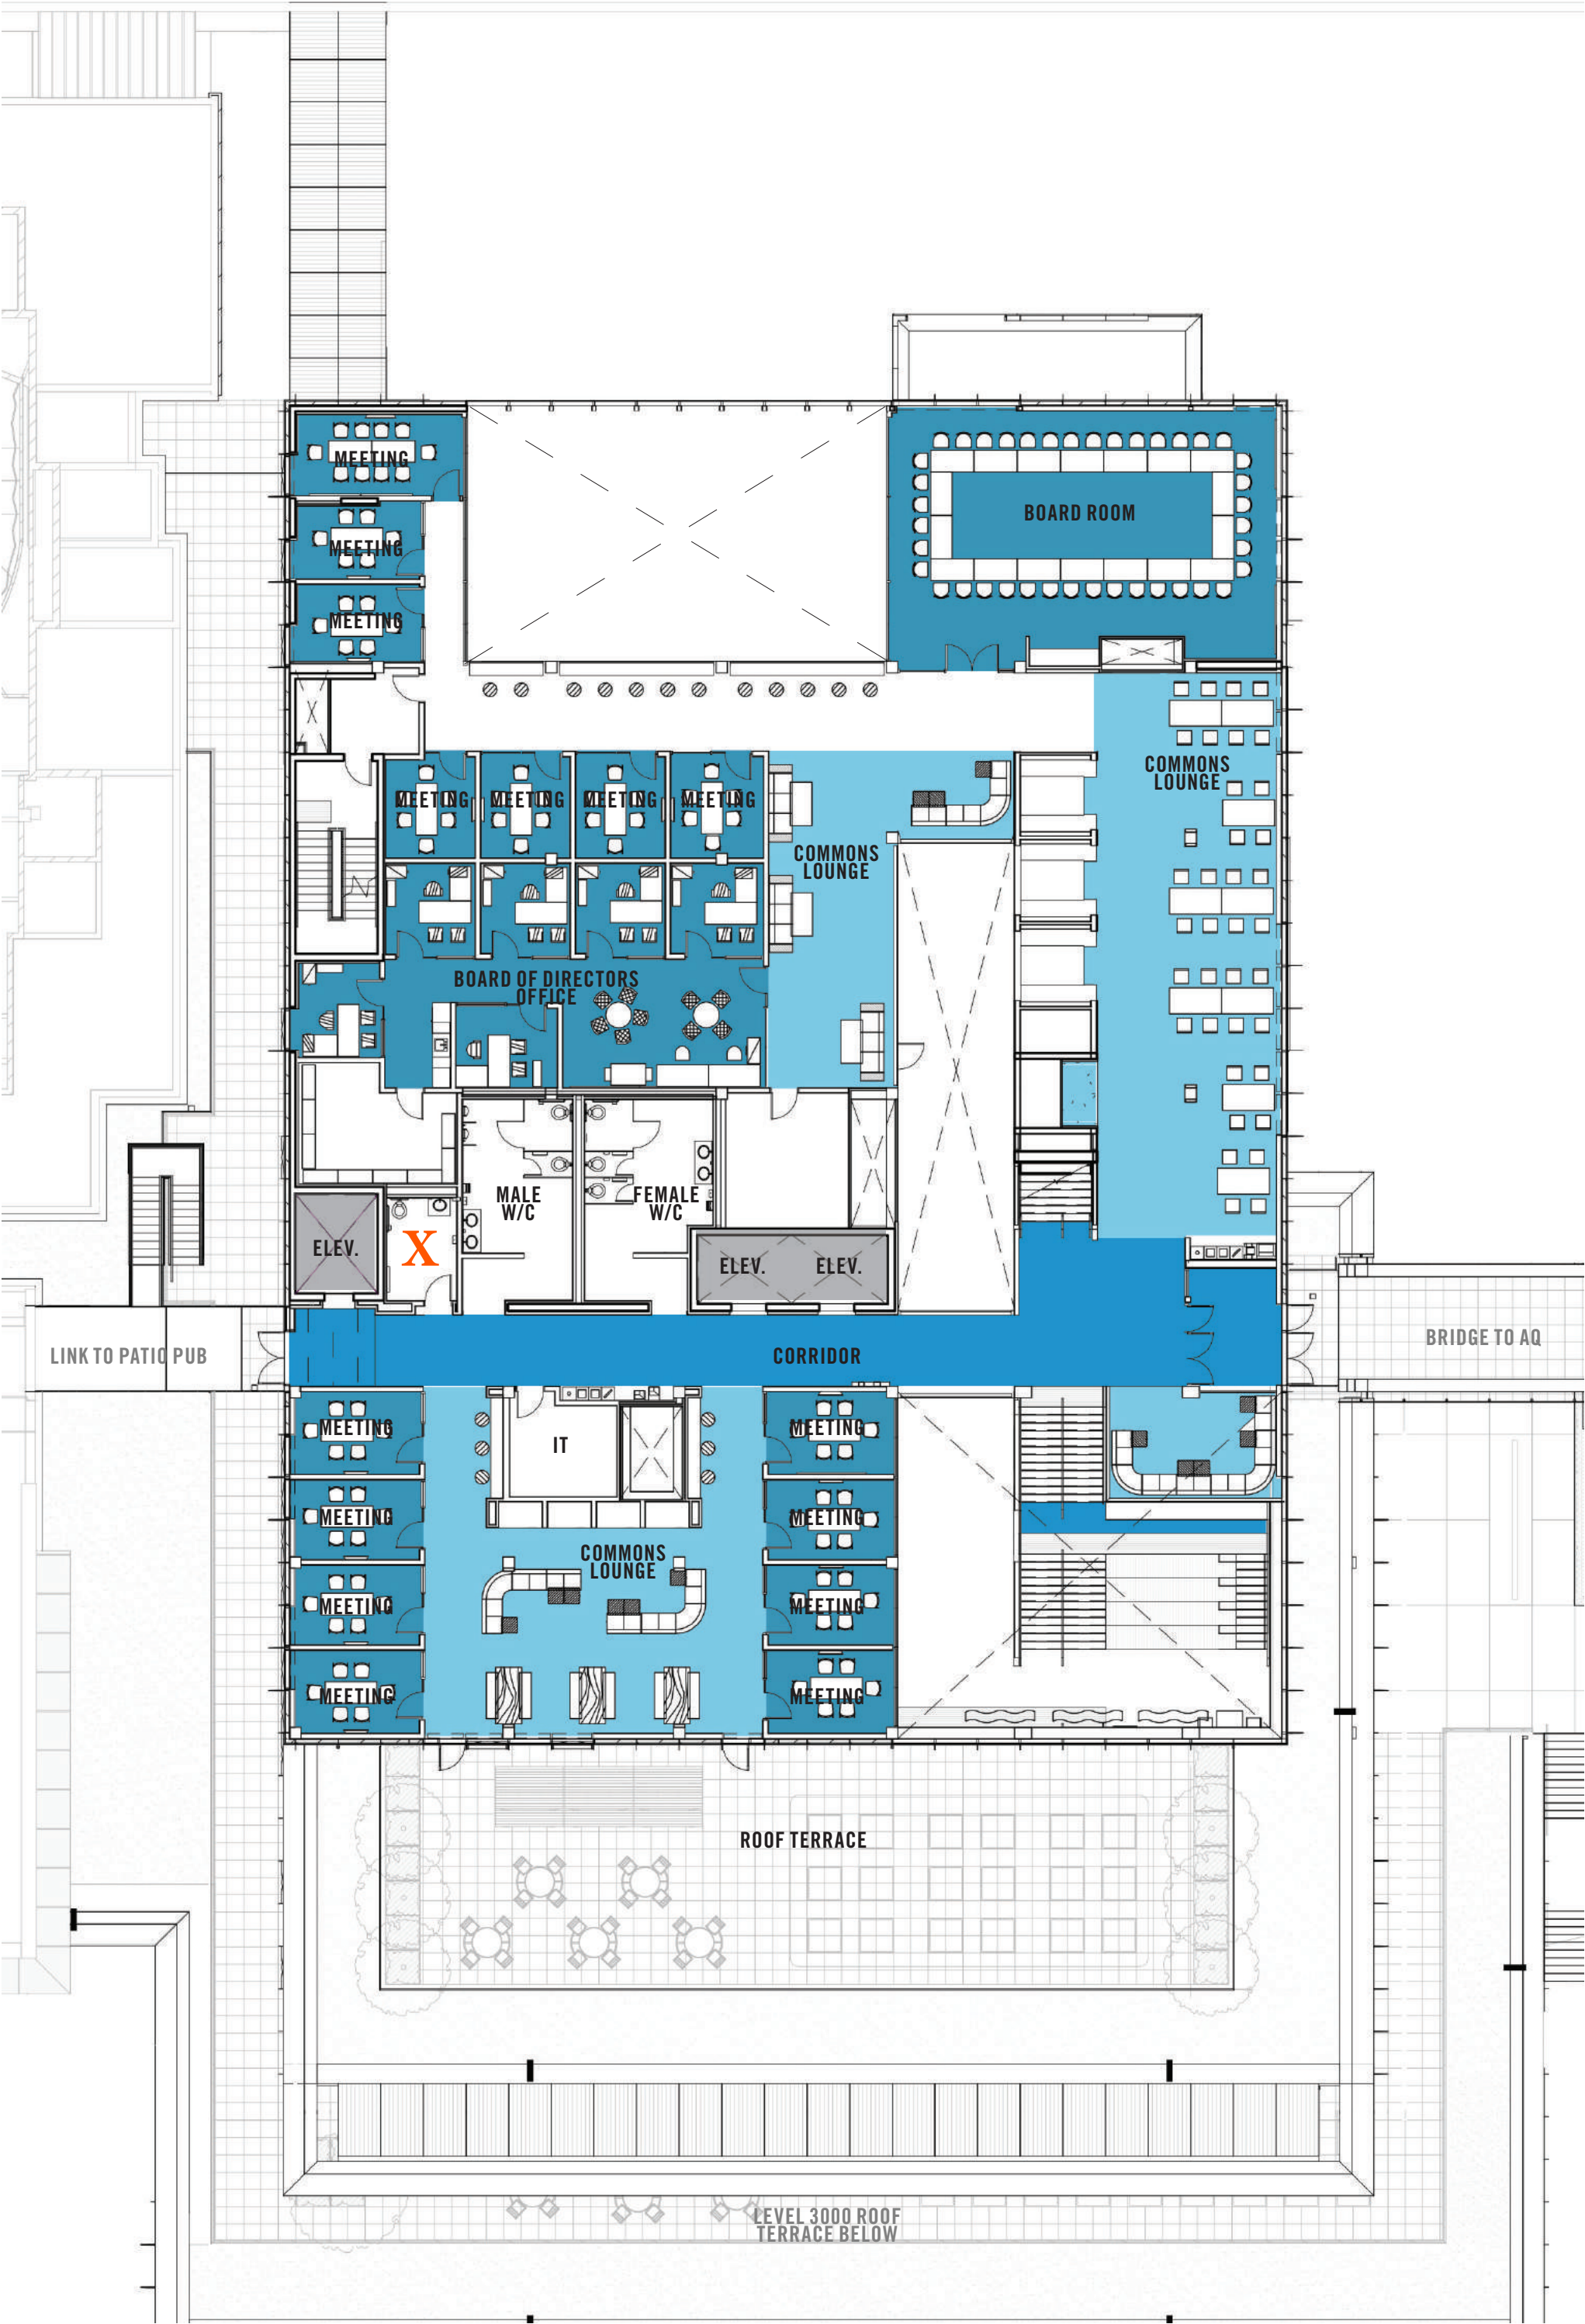 MEETING
MEETING
BOARD ROOM
MEETING
COMMONS
LOUNGE
MEETING
MEETING
MEETING
MEETING
COMMONS
LOUNGE
BOARD OF DIRECTORS
OFFICE
MALE
W/C
FEMALE
W/C
ELEV.
X
ELEV.
ELEV.
LINK TO PATIO PUB
CORRIDOR
BRIDGE TO AQ
MEETING
IT
MEETING
MEETING
MEETING
COMMONS
LOUNGE
MEETING
MEETING
MEETING
MEETING
ROOF TERRACE
LEVEL 3000 ROOF
TERRACE BELOW